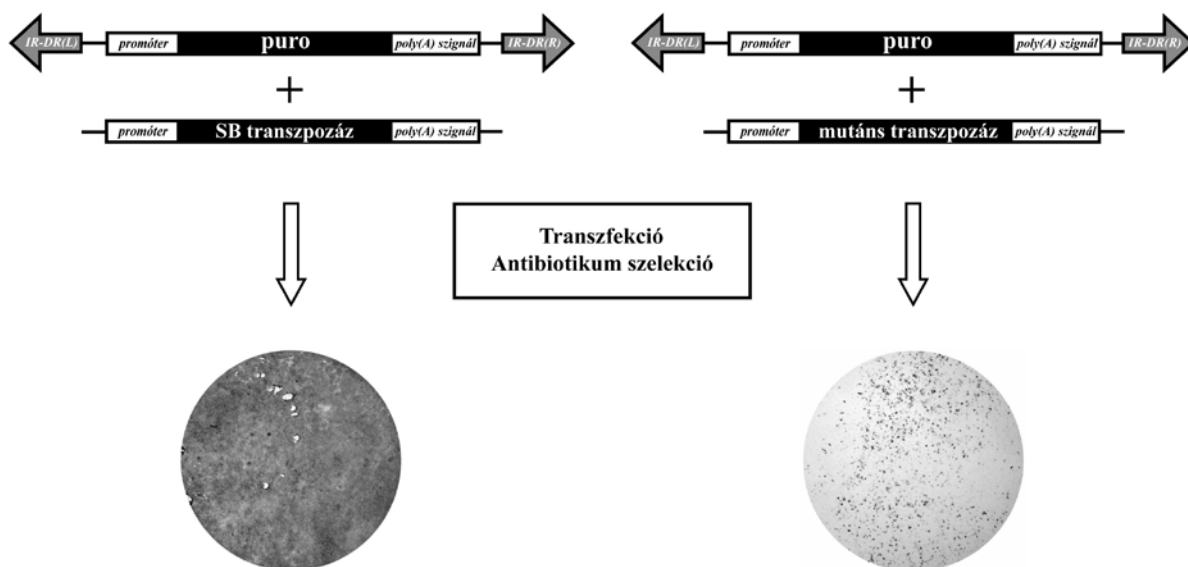 IR-DR(L) promóter puro poly(A) szignál IR-DR(R)
IR-DR(L) promóter puro poly(A) szignál IR-DR(R)
+
+
promóter SB transzpozáz poly(A) szignál
promóter mutáns transzpozáz poly(A) szignál
Transzfekció
Antibiotikum szelekció